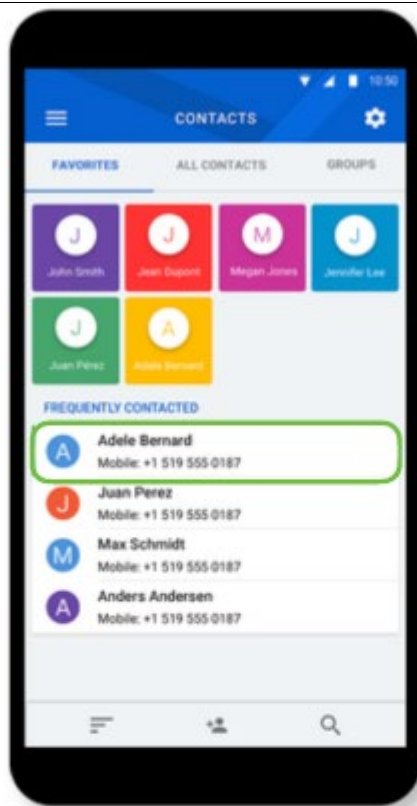 10:50
CONTACTS
FAVORITES ALL CONTACTS GROUPS
J J M J
John Smith Jean Dupont Megan Jones Jennifer Lee
J A
Juan Pérez Adele Bernard
FREQUENTLY CONTACTED
A Adele Bernard
Mobile: +1 519 555 0187
J Juan Perez
Mobile: +1 519 555 0187
M Max Schmidt
Mobile: +1 519 555 0187
A Anders Andersen
Mobile: +1 519 555 0187